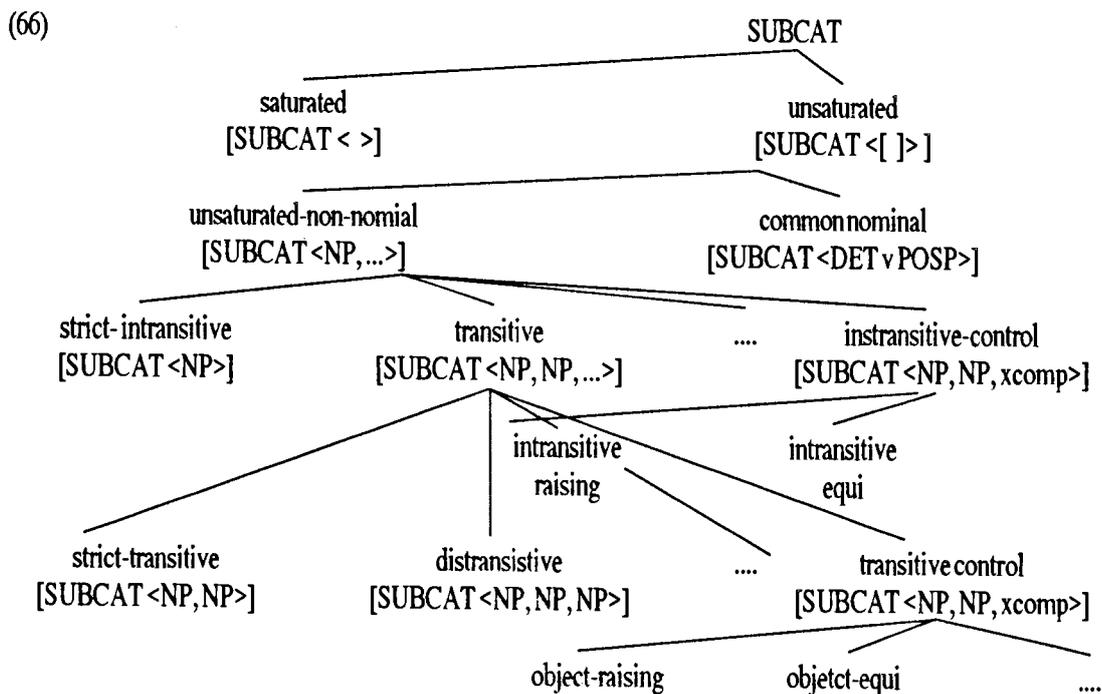 (66)
SUBCAT
saturated
[SUBCAT < >]
unsaturated
[SUBCAT <[ ]> ]
unsaturated-non-nomial
[SUBCAT <NP, ...>]
common nominal
[SUBCAT <DET v POSP>]
strict- intransitive
[SUBCAT <NP>]
transitive
[SUBCAT <NP, NP, ...>]
....
instransitive-control
[SUBCAT <NP, NP, xcomp>]
intransitive
raising
intransitive
equi
strict-transitive
[SUBCAT <NP, NP>]
distransistive
[SUBCAT <NP, NP, NP>]
....
transitive control
[SUBCAT <NP, NP, xcomp>]
object-raising
objetct-equi
....